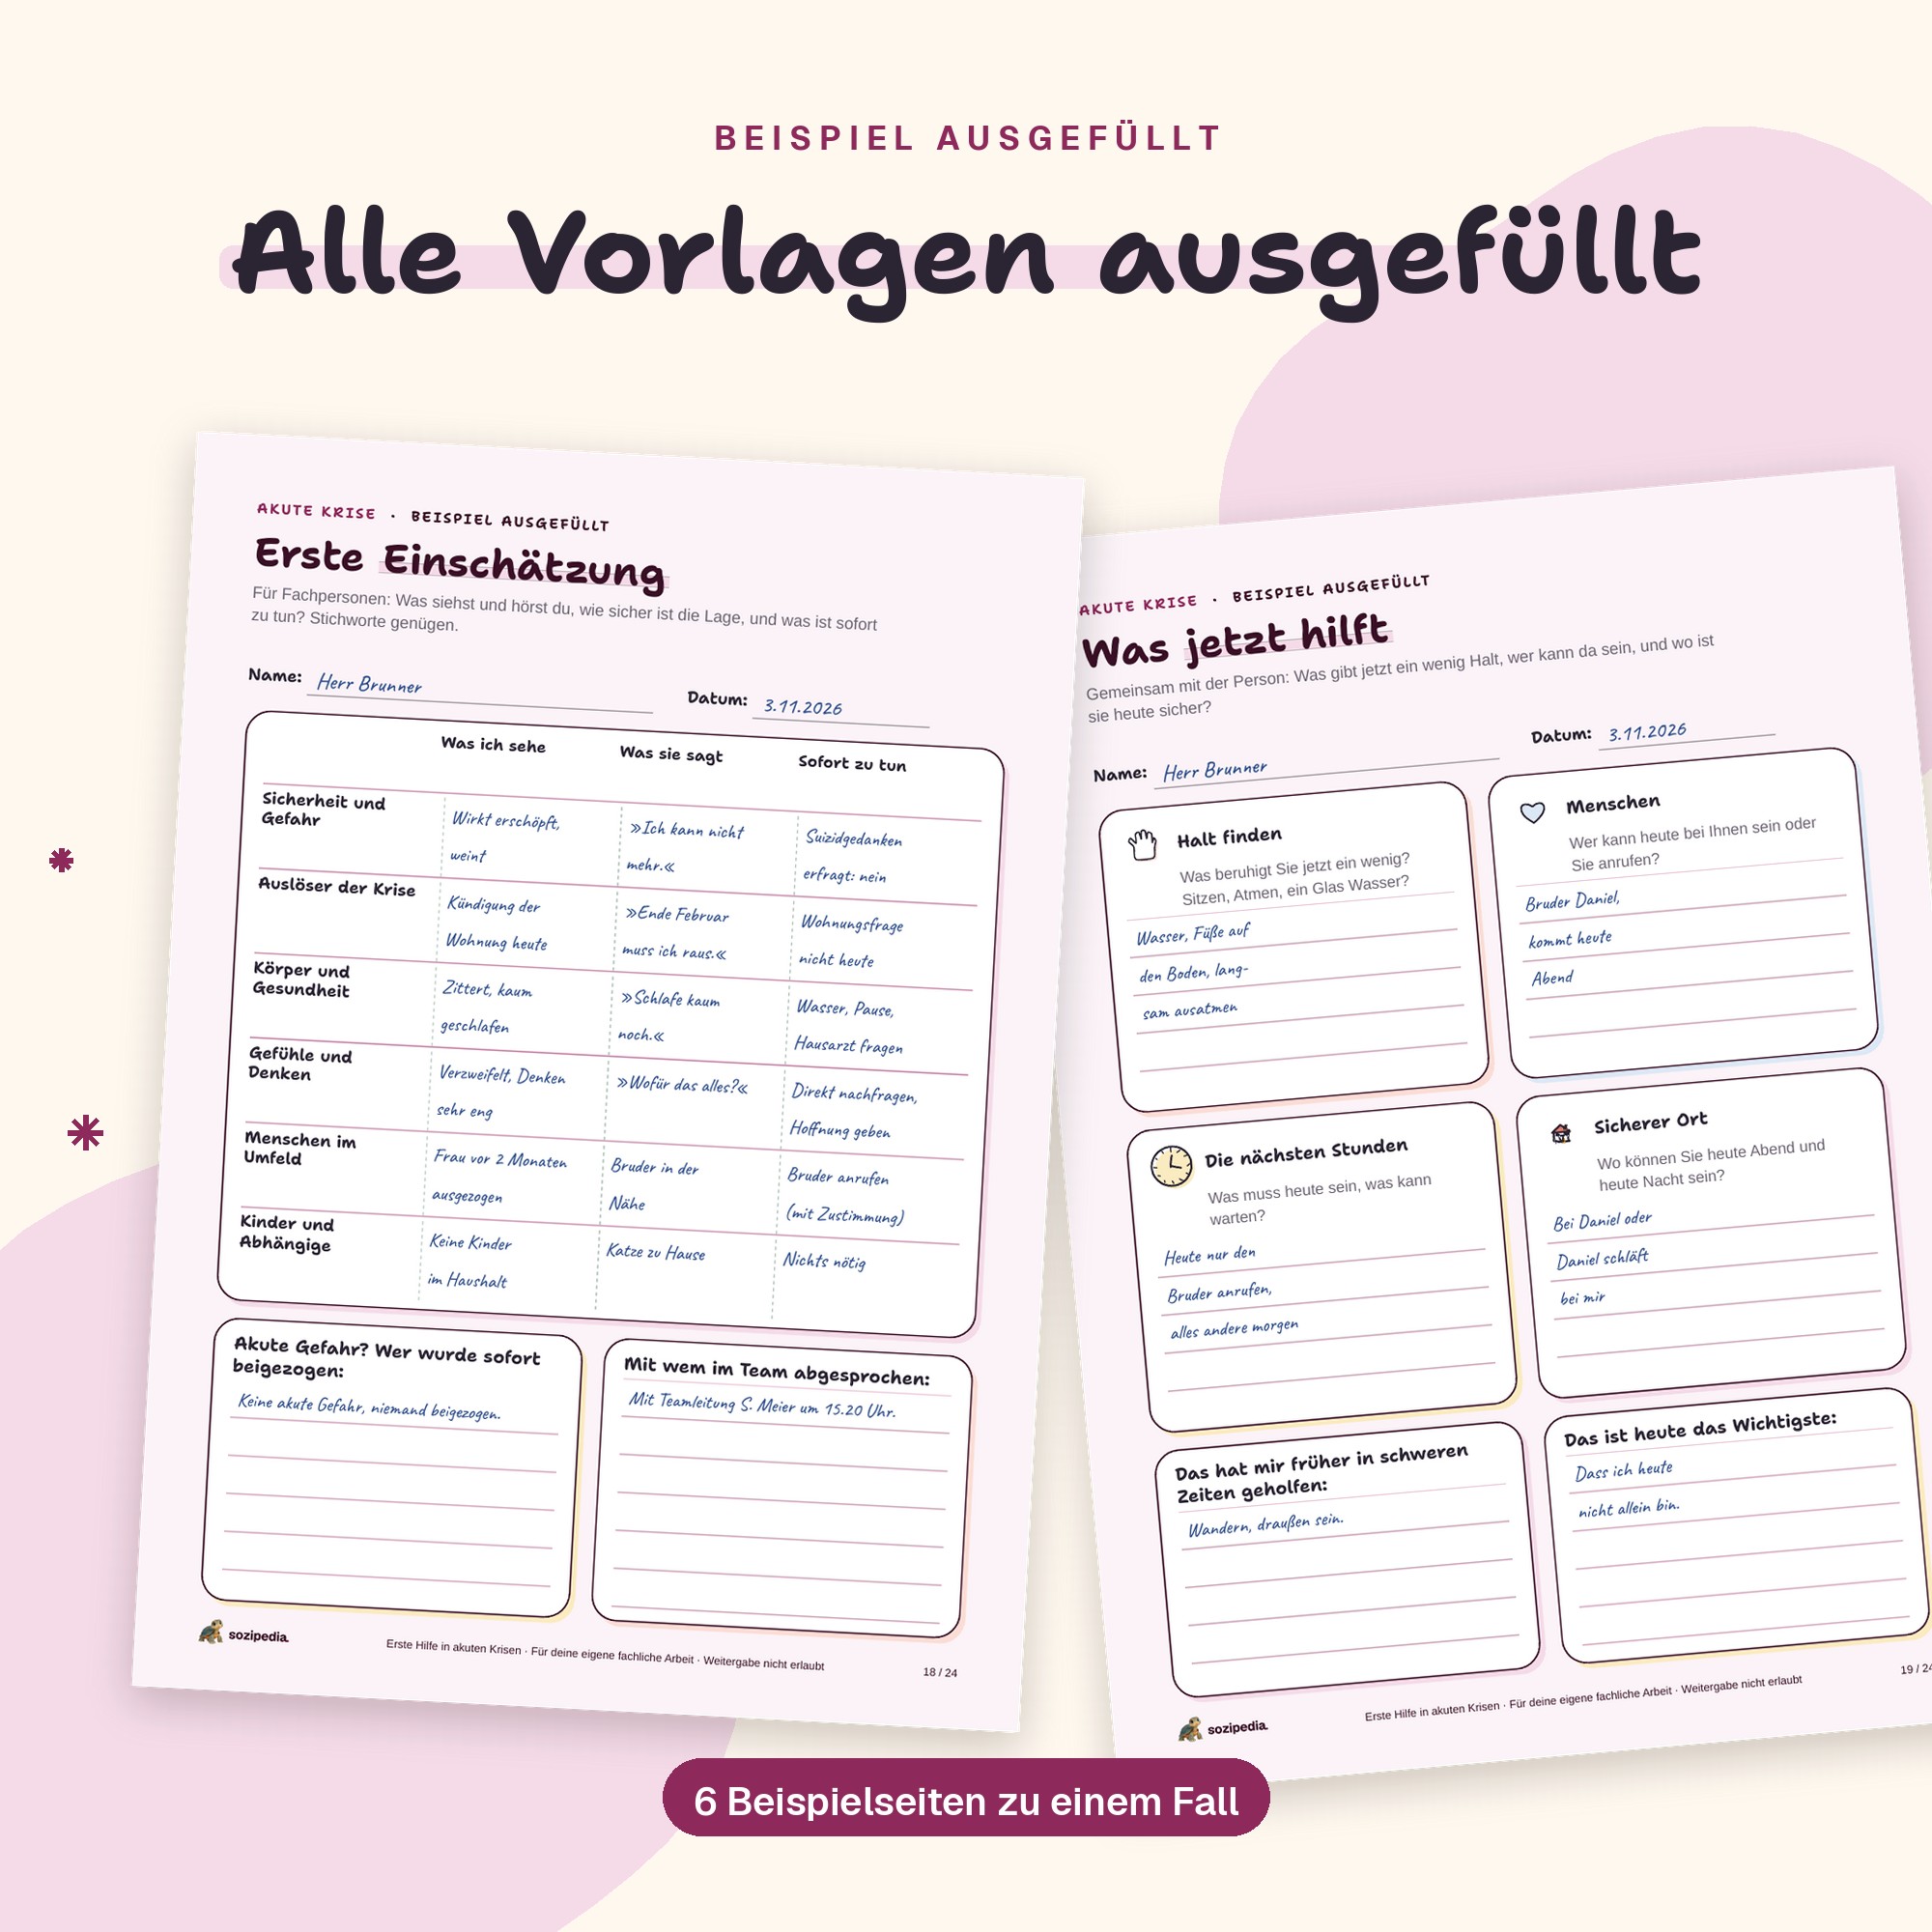 BEISPIEL AUSGEFÜLLT
Alle Vorlagen ausgefüllt
AKUTE KRISE · BEISPIEL AUSGEFÜLLT
Erste Einschätzung
Für Fachpersonen: Was siehst und hörst du, wie sicher ist die Lage, und was ist sofort
zu tun? Stichworte genügen.
Name: Herr Brunner Datum: 3.11.2026
Was ich sehe Was sie sagt Sofort zu tun
Sicherheit und
Gefahr
Wirkt erschöpft,
weint
»Ich kann nicht
mehr.«
Suizidgedanken
erfragt: nein
Auslöser der Krise
Kündigung der
Wohnung heute
»Ende Februar
muss ich raus.«
Wohnungsfrage
nicht heute
Körper und
Gesundheit
Zittert, kaum
geschlafen
»Schlafe kaum
noch.«
Wasser, Pause,
Hausarzt fragen
Gefühle und
Denken
Verzweifelt, Denken
sehr eng
»Wofür das alles?«
Direkt nachfragen,
Hoffnung geben
Menschen im
Umfeld
Frau vor 2 Monaten
ausgezogen
Bruder in der
Nähe
Bruder anrufen
(mit Zustimmung)
Kinder und
Abhängige
Keine Kinder
im Haushalt
Katze zu Hause
Nichts nötig
Akute Gefahr? Wer wurde sofort
beigezogen:
Keine akute Gefahr, niemand beigezogen.
Mit wem im Team abgesprochen:
Mit Teamleitung S. Meier um 15.20 Uhr.
sozipedia.
Erste Hilfe in akuten Krisen · Für deine eigene fachliche Arbeit · Weitergabe nicht erlaubt
18 / 24
AKUTE KRISE · BEISPIEL AUSGEFÜLLT
Was jetzt hilft
Gemeinsam mit der Person: Was gibt jetzt ein wenig Halt, wer kann da sein, und wo ist
sie heute sicher?
Name: Herr Brunner Datum: 3.11.2026
Halt finden
Was beruhigt Sie jetzt ein wenig?
Sitzen, Atmen, ein Glas Wasser?
Wasser, Füße auf
den Boden, lang-
sam ausatmen
Menschen
Wer kann heute bei Ihnen sein oder
Sie anrufen?
Bruder Daniel,
kommt heute
Abend
Die nächsten Stunden
Was muss heute sein, was kann
warten?
Heute nur den
Bruder anrufen,
alles andere morgen
Sicherer Ort
Wo können Sie heute Abend und
heute Nacht sein?
Bei Daniel oder
Daniel schläft
bei mir
Das hat mir früher in schweren
Zeiten geholfen:
Wandern, draußen sein.
Das ist heute das Wichtigste:
Dass ich heute
nicht allein bin.
sozipedia.
Erste Hilfe in akuten Krisen · Für deine eigene fachliche Arbeit · Weitergabe nicht erlaubt
19 / 24
6 Beispielseiten zu einem Fall